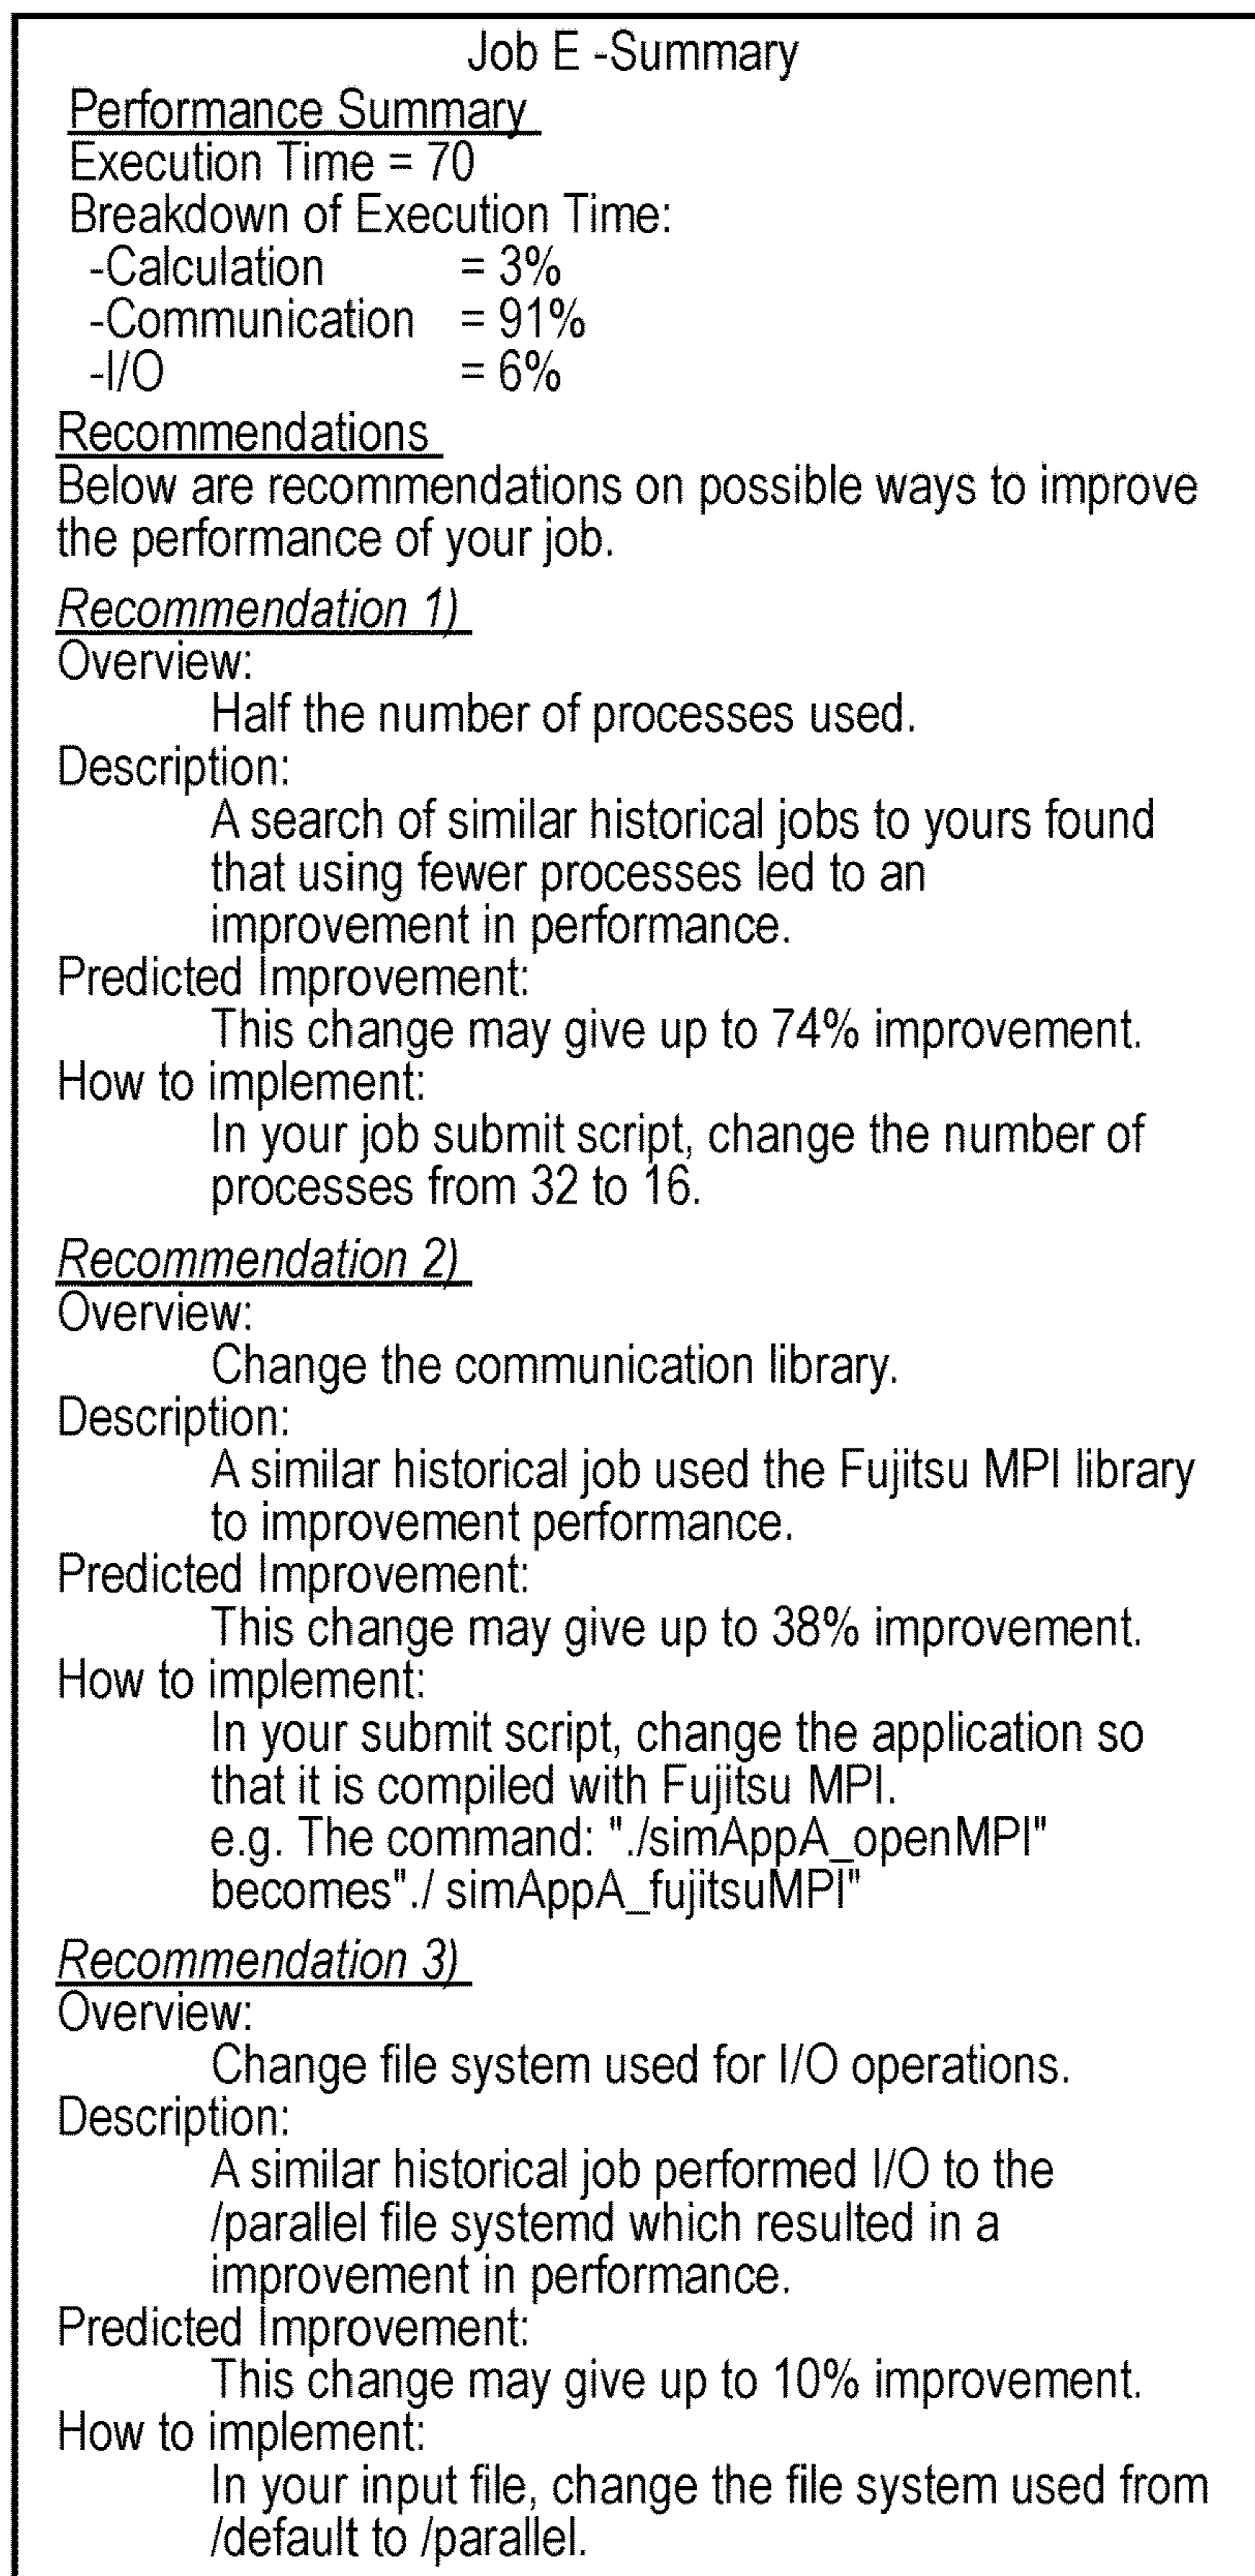 Job E -Summary
Performance Summary
Execution Time = 70
Breakdown of Execution Time:
-Calculation = 3%
-Communication = 91%
-I/O = 6%
Recommendations
Below are recommendations on possible ways to improve
the performance of your job.
Recommendation 1)
Overview:
Half the number of processes used.
Description:
A search of similar historical jobs to yours found
that using fewer processes led to an
improvement in performance.
Predicted Improvement:
This change may give up to 74% improvement.
How to implement:
In your job submit script, change the number of
processes from 32 to 16.
Recommendation 2)
Overview:
Change the communication library.
Description:
A similar historical job used the Fujitsu MPI library
to improvement performance.
Predicted Improvement:
This change may give up to 38% improvement.
How to implement:
In your submit script, change the application so
that it is compiled with Fujitsu MPI.
e.g. The command: "./simAppA_openMPI"
becomes"./ simAppA_fujitsuMPI"
Recommendation 3)
Overview:
Change file system used for I/O operations.
Description:
A similar historical job performed I/O to the
/parallel file systemd which resulted in a
improvement in performance.
Predicted Improvement:
This change may give up to 10% improvement.
How to implement:
In your input file, change the file system used from
/default to /parallel.